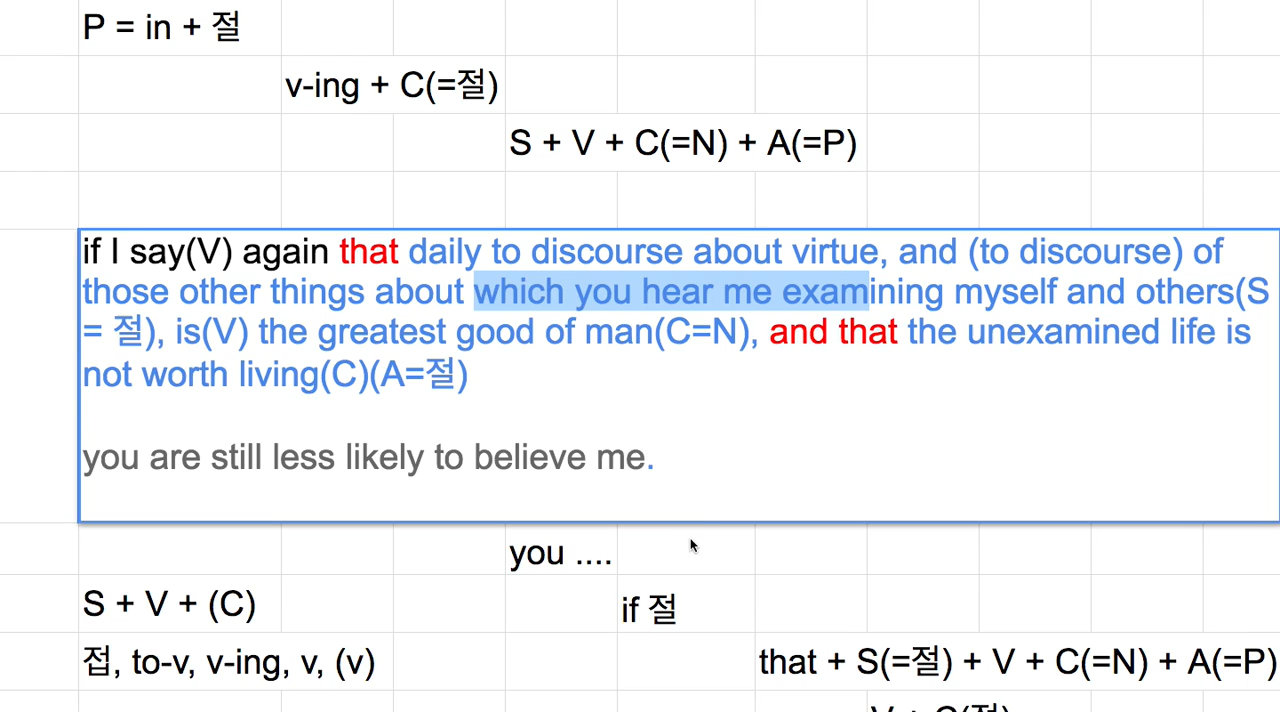 P = in + 절
v-ing + C(=절)
S + V + C(=N) + A(=P)
if I say(V) again that daily to discourse about virtue, and (to discourse) of
those other things about which you hear me examining myself and others(S
= 절), is(V) the greatest good of man(C=N), and that the unexamined life is
not worth living(C)(A=절)
you are still less likely to believe me.
you ....
S + V + (C)
if 절
접, to-v, v-ing, v, (v)
that + S(=절) + V + C(=N) + A(=P)
V + C(절)